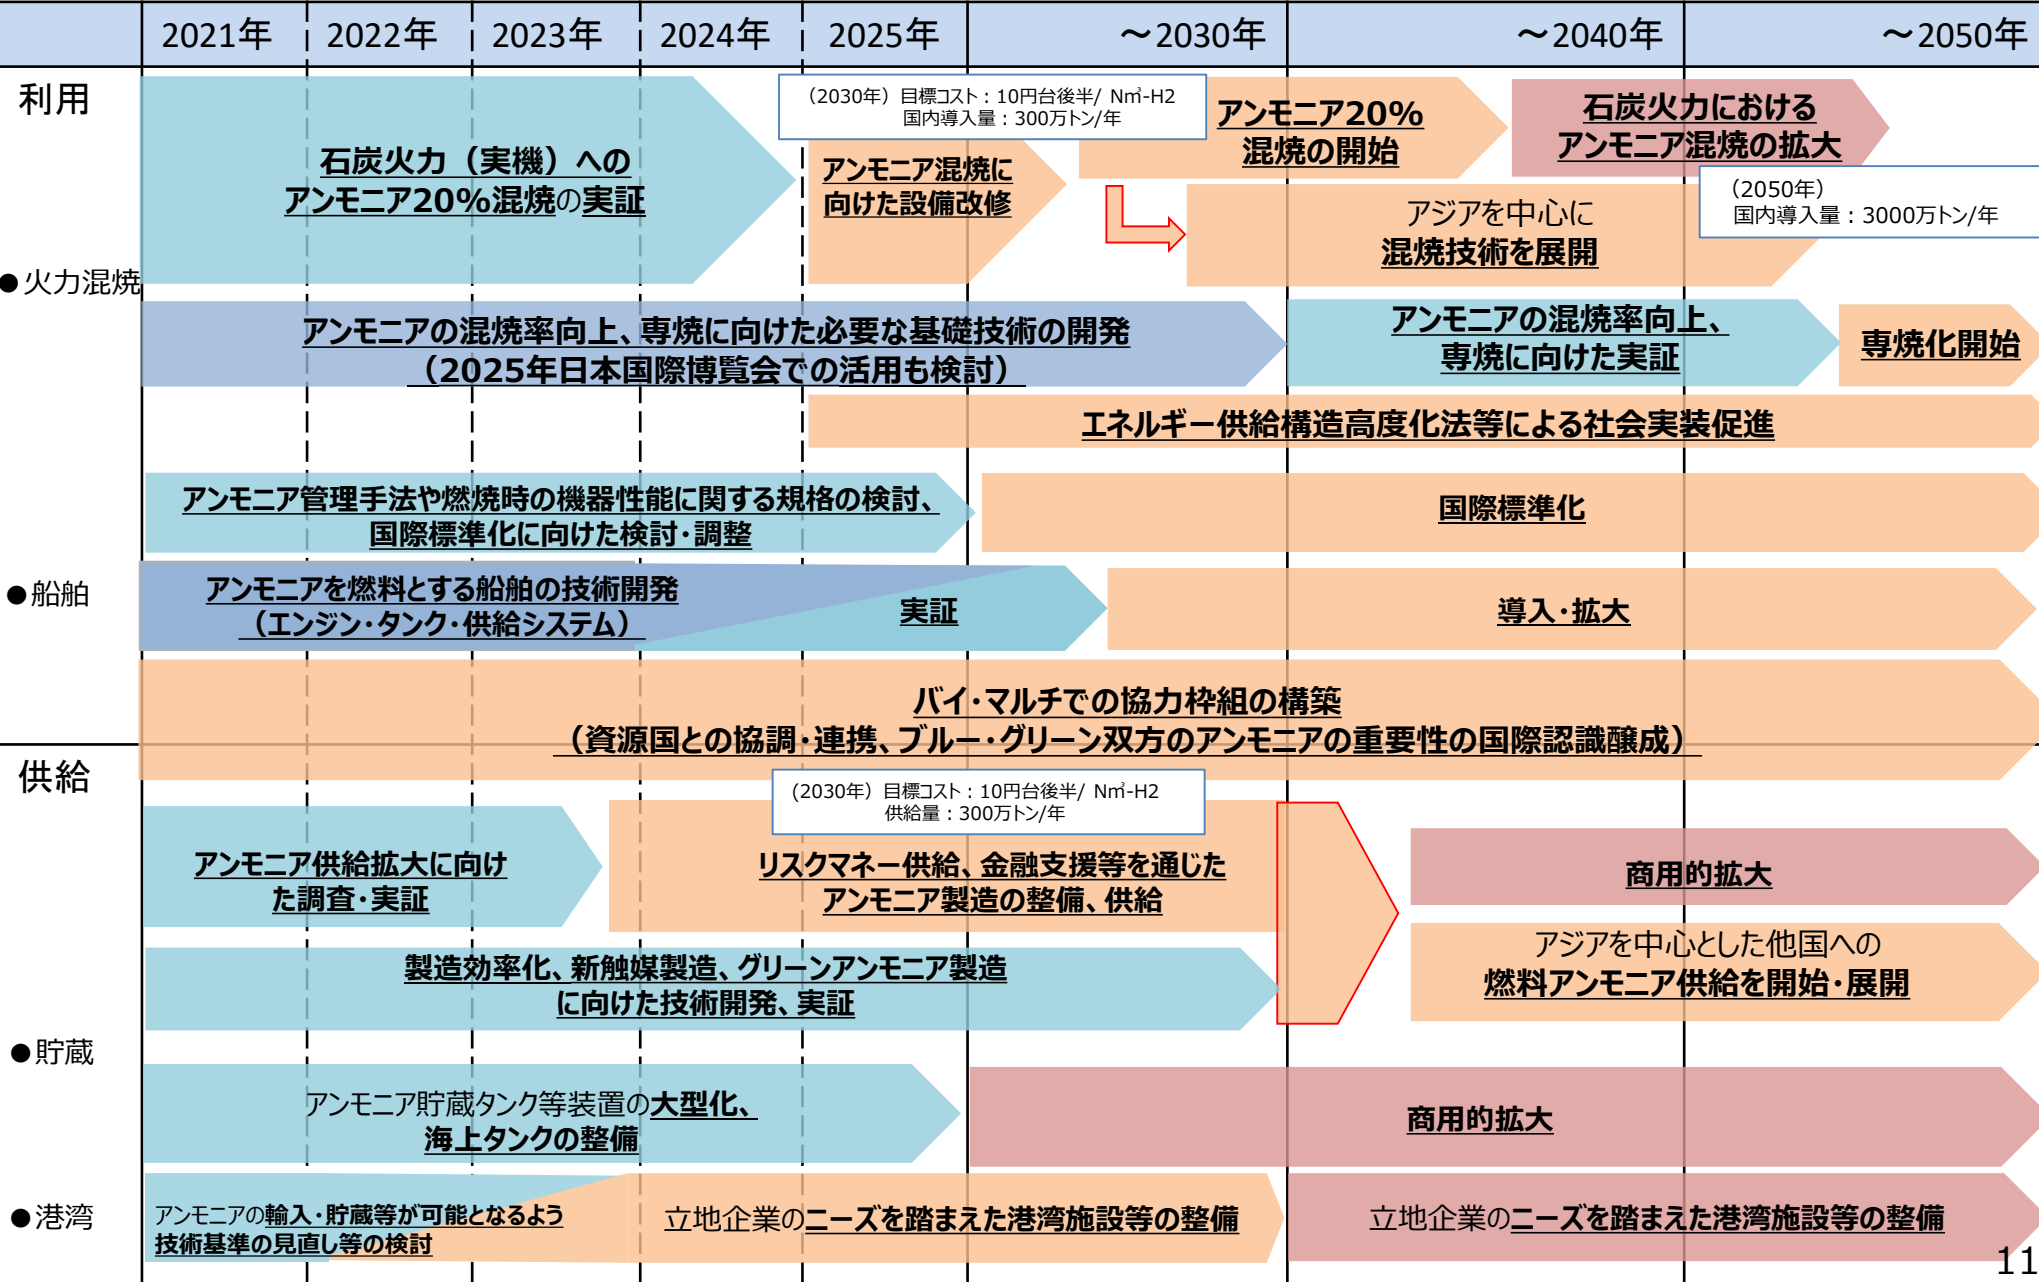 2021年 2022年 2023年 2024年 2025年 ～2030年 ～2040年 ～2050年
利用
●火力混焼
石炭火力（実機）への
アンモニア20%混焼の実証
（2030年）目標コスト：10円台後半/ N㎥-H2
国内導入量：300万トン/年
アンモニア混焼に
向けた設備改修
アンモニア20%
混焼の開始
石炭火力における
アンモニア混焼の拡大
アジアを中心に
混焼技術を展開
（2050年）
国内導入量：3000万トン/年
アンモニアの混焼率向上、専焼に向けた必要な基礎技術の開発
（2025年日本国際博覧会での活用も検討）
アンモニアの混焼率向上、
専焼に向けた実証
専焼化開始
エネルギー供給構造高度化法等による社会実装促進
アンモニア管理手法や燃焼時の機器性能に関する規格の検討、
国際標準化に向けた検討・調整
国際標準化
●船舶
アンモニアを燃料とする船舶の技術開発
（エンジン・タンク・供給システム）
実証
導入・拡大
バイ・マルチでの協力枠組の構築
（資源国との協調・連携、ブルー・グリーン双方のアンモニアの重要性の国際認識醸成）
供給
（2030年）目標コスト：10円台後半/ N㎥-H2
供給量：300万トン/年
アンモニア供給拡大に向け
た調査・実証
リスクマネー供給、金融支援等を通じた
アンモニア製造の整備、供給
商用的拡大
製造効率化、新触媒製造、グリーンアンモニア製造
に向けた技術開発、実証
アジアを中心とした他国への
燃料アンモニア供給を開始・展開
●貯蔵
アンモニア貯蔵タンク等装置の大型化、
海上タンクの整備
商用的拡大
●港湾
アンモニアの輸入・貯蔵等が可能となるよう
技術基準の見直し等の検討
立地企業のニーズを踏まえた港湾施設等の整備
立地企業のニーズを踏まえた港湾施設等の整備
11